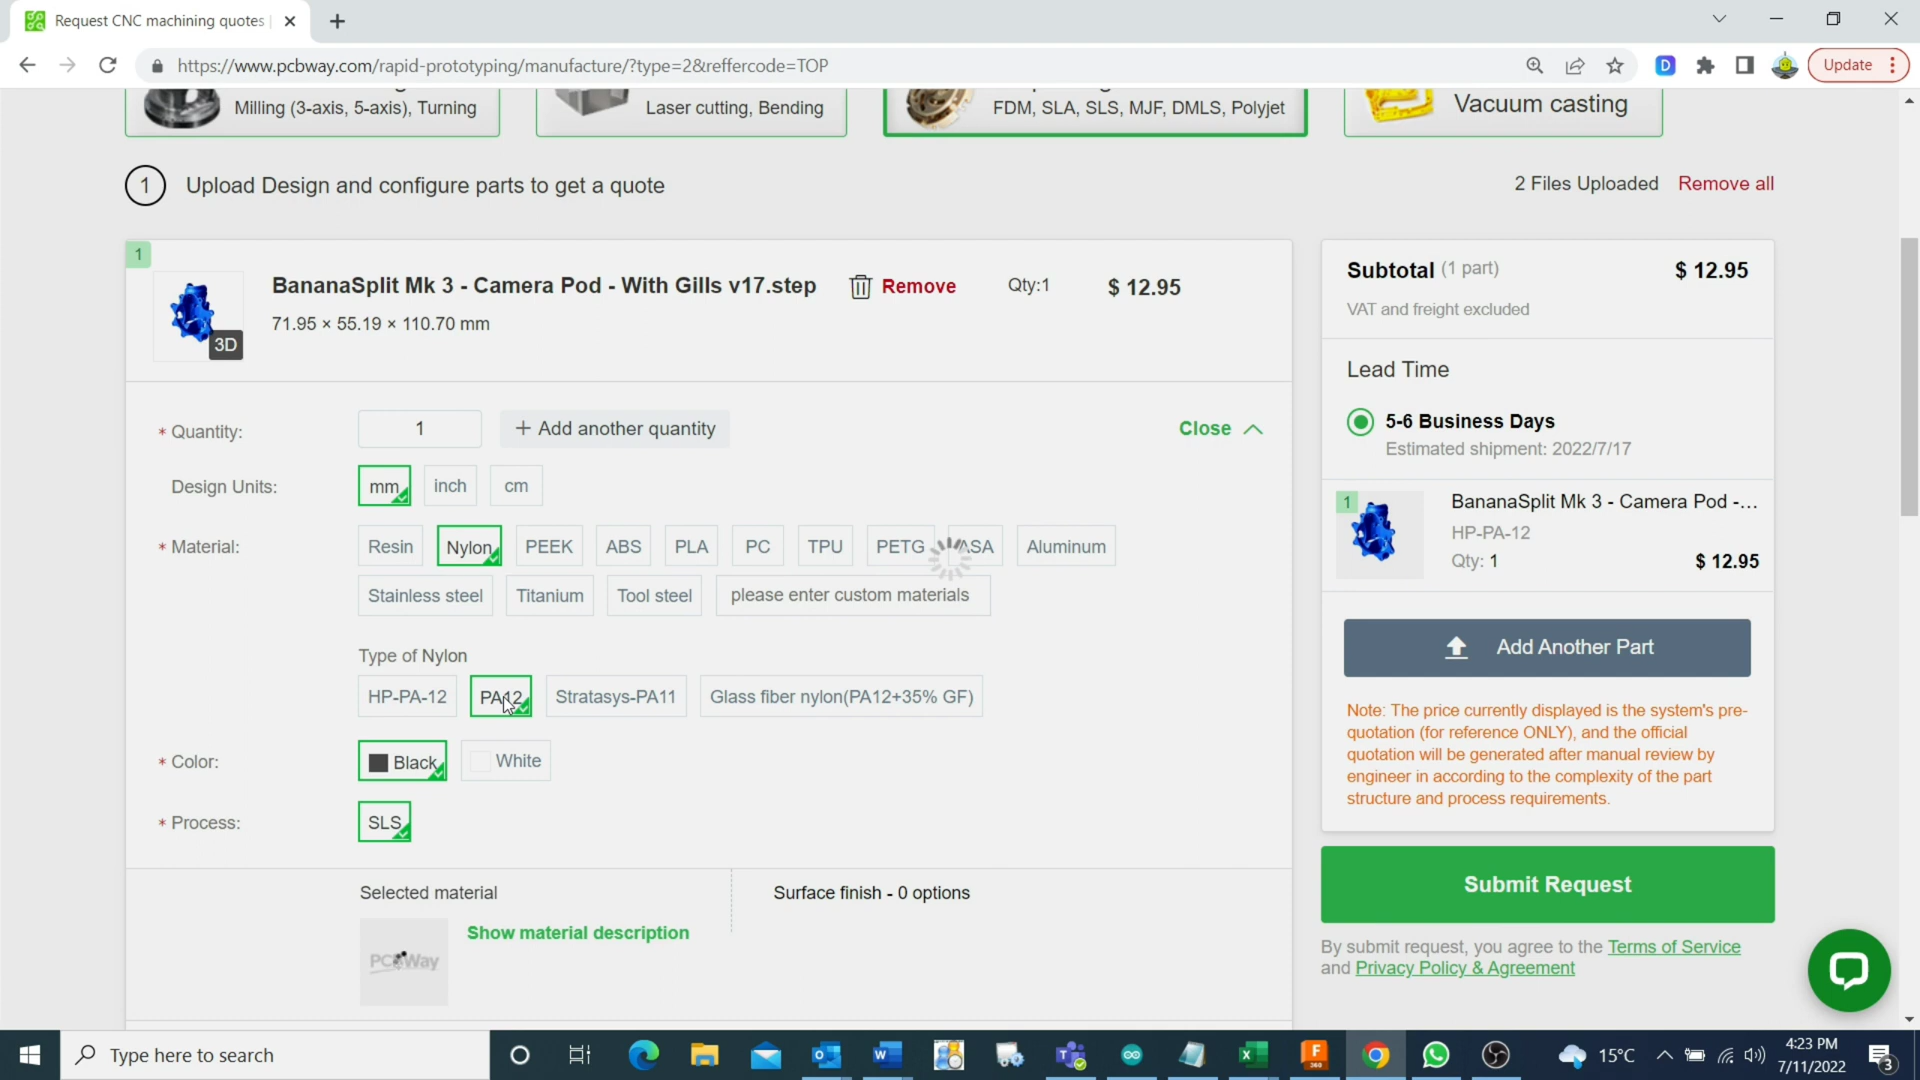 Request CNC machining quotes |
https://www.pcbway.com/rapid-prototyping/manufacture/?type=2&reffercode=TOP
Update
Milling (3-axis, 5-axis), Turning
Laser cutting, Bending
FDM, SLA, SLS, MJF, DMLS, Polyjet
Vacuum casting
1 Upload Design and configure parts to get a quote
2 Files Uploaded Remove all
1
BananaSplit Mk 3 - Camera Pod - With Gills v17.step
Remove
Qty:1
$ 12.95
71.95 × 55.19 × 110.70 mm
3D
* Quantity: 1 + Add another quantity Close
Design Units: mm inch cm
* Material: Resin Nylon PEEK ABS PLA PC TPU PETG ASA Aluminum
Stainless steel Titanium Tool steel please enter custom materials
Type of Nylon
HP-PA-12 PA12 Stratasys-PA11 Glass fiber nylon(PA12+35% GF)
* Color: Black White
* Process: SLS
Selected material
Show material description
PCBWay
Surface finish - 0 options
Subtotal (1 part) $ 12.95
VAT and freight excluded
Lead Time
5-6 Business Days
Estimated shipment: 2022/7/17
1
BananaSplit Mk 3 - Camera Pod -...
HP-PA-12
Qty: 1 $ 12.95
Add Another Part
Note: The price currently displayed is the system's pre-
quotation (for reference ONLY), and the official
quotation will be generated after manual review by
engineer in according to the complexity of the part
structure and process requirements.
Submit Request
By submit request, you agree to the Terms of Service
and Privacy Policy & Agreement
Type here to search
15°C
4:23 PM
7/11/2022
3